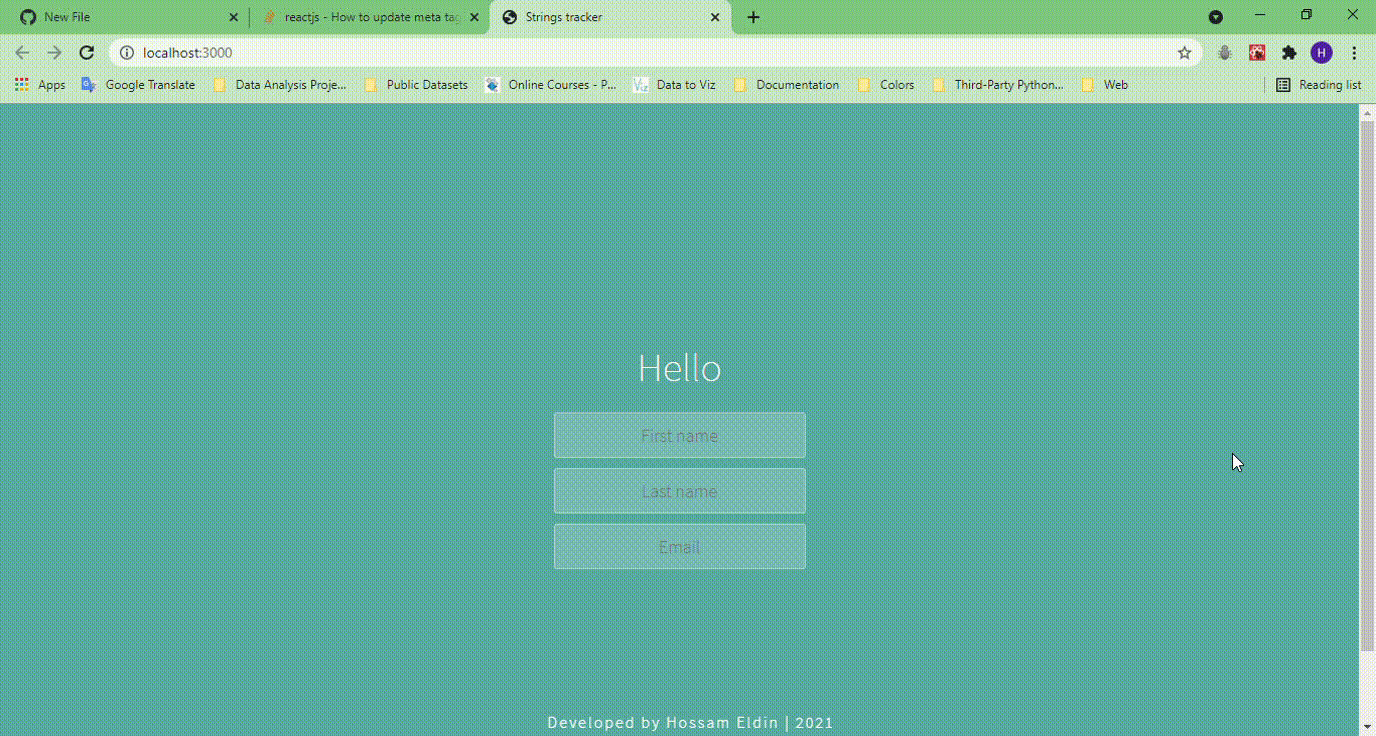 New File
reactjs - How to update meta tag
Strings tracker
localhost:3000
H
Apps
Google Translate
Data Analysis Proje...
Public Datasets
Online Courses - P...
Data to Viz
Documentation
Colors
Third-Party Python...
Web
Reading list
Hello
First name
Last name
Email
Developed by Hossam Eldin | 2021